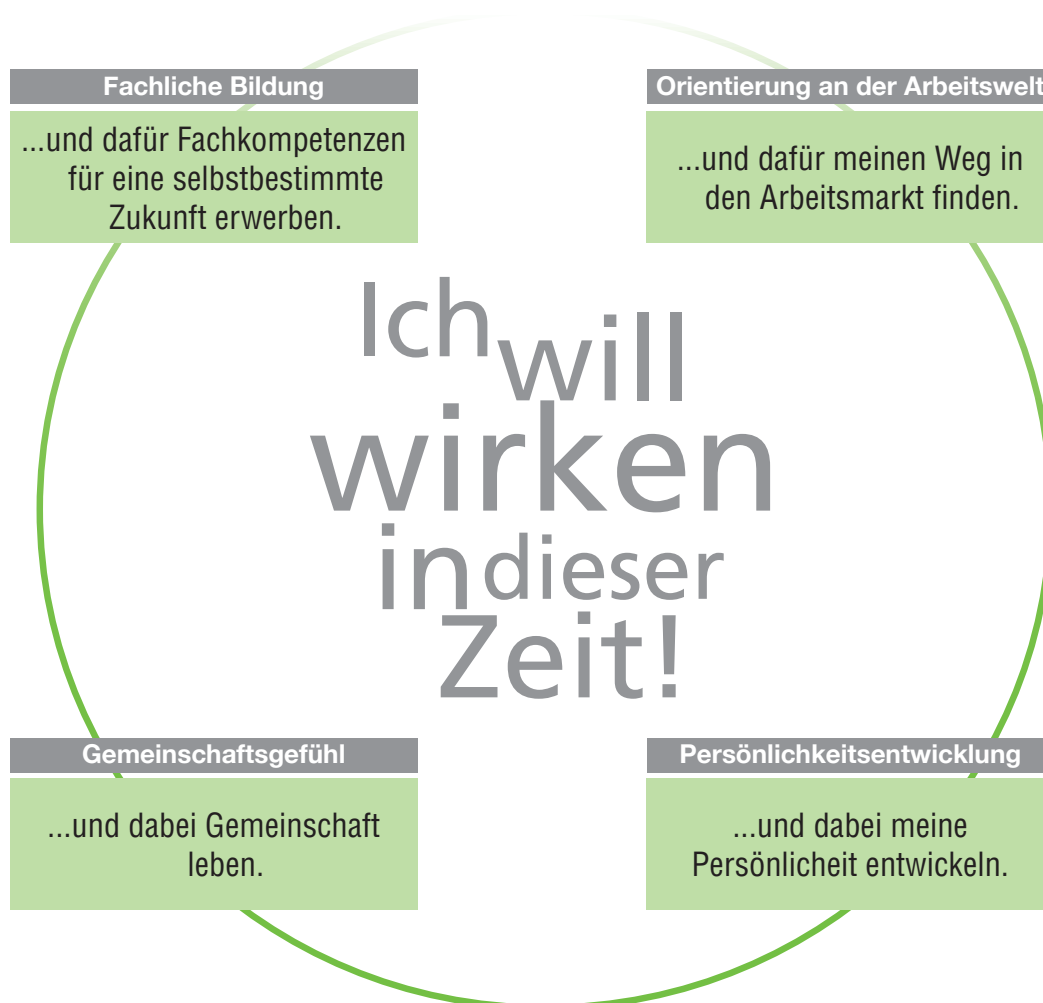 Fachliche Bildung
...und dafür Fachkompetenzen
für eine selbstbestimmte
Zukunft erwerben.
Orientierung an der Arbeitswelt
...und dafür meinen Weg in
den Arbeitsmarkt finden.
Ich will
wirken
in dieser
Zeit!
Gemeinschaftsgefühl
...und dabei Gemeinschaft
leben.
Persönlichkeitsentwicklung
...und dabei meine
Persönlicheit entwickeln.